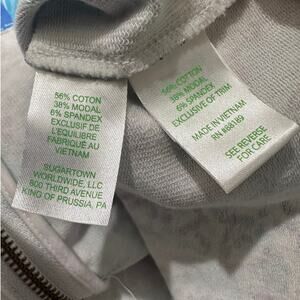 56% COTON
38% MODAL
6% SPANDEX
EXCLUSIF DE
L'EQUILIBRE
FABRIQUÉ AU
VIETNAM
SUGARTOWN
WORLDWIDE, LLC
800 THIRD AVENUE
KING OF PRUSSIA, PA
56% COTTON
38% MODAL
6% SPANDEX
EXCLUSIVE OF TRIM
MADE IN VIETNAM
RN #88189
SEE REVERSE
FOR CARE